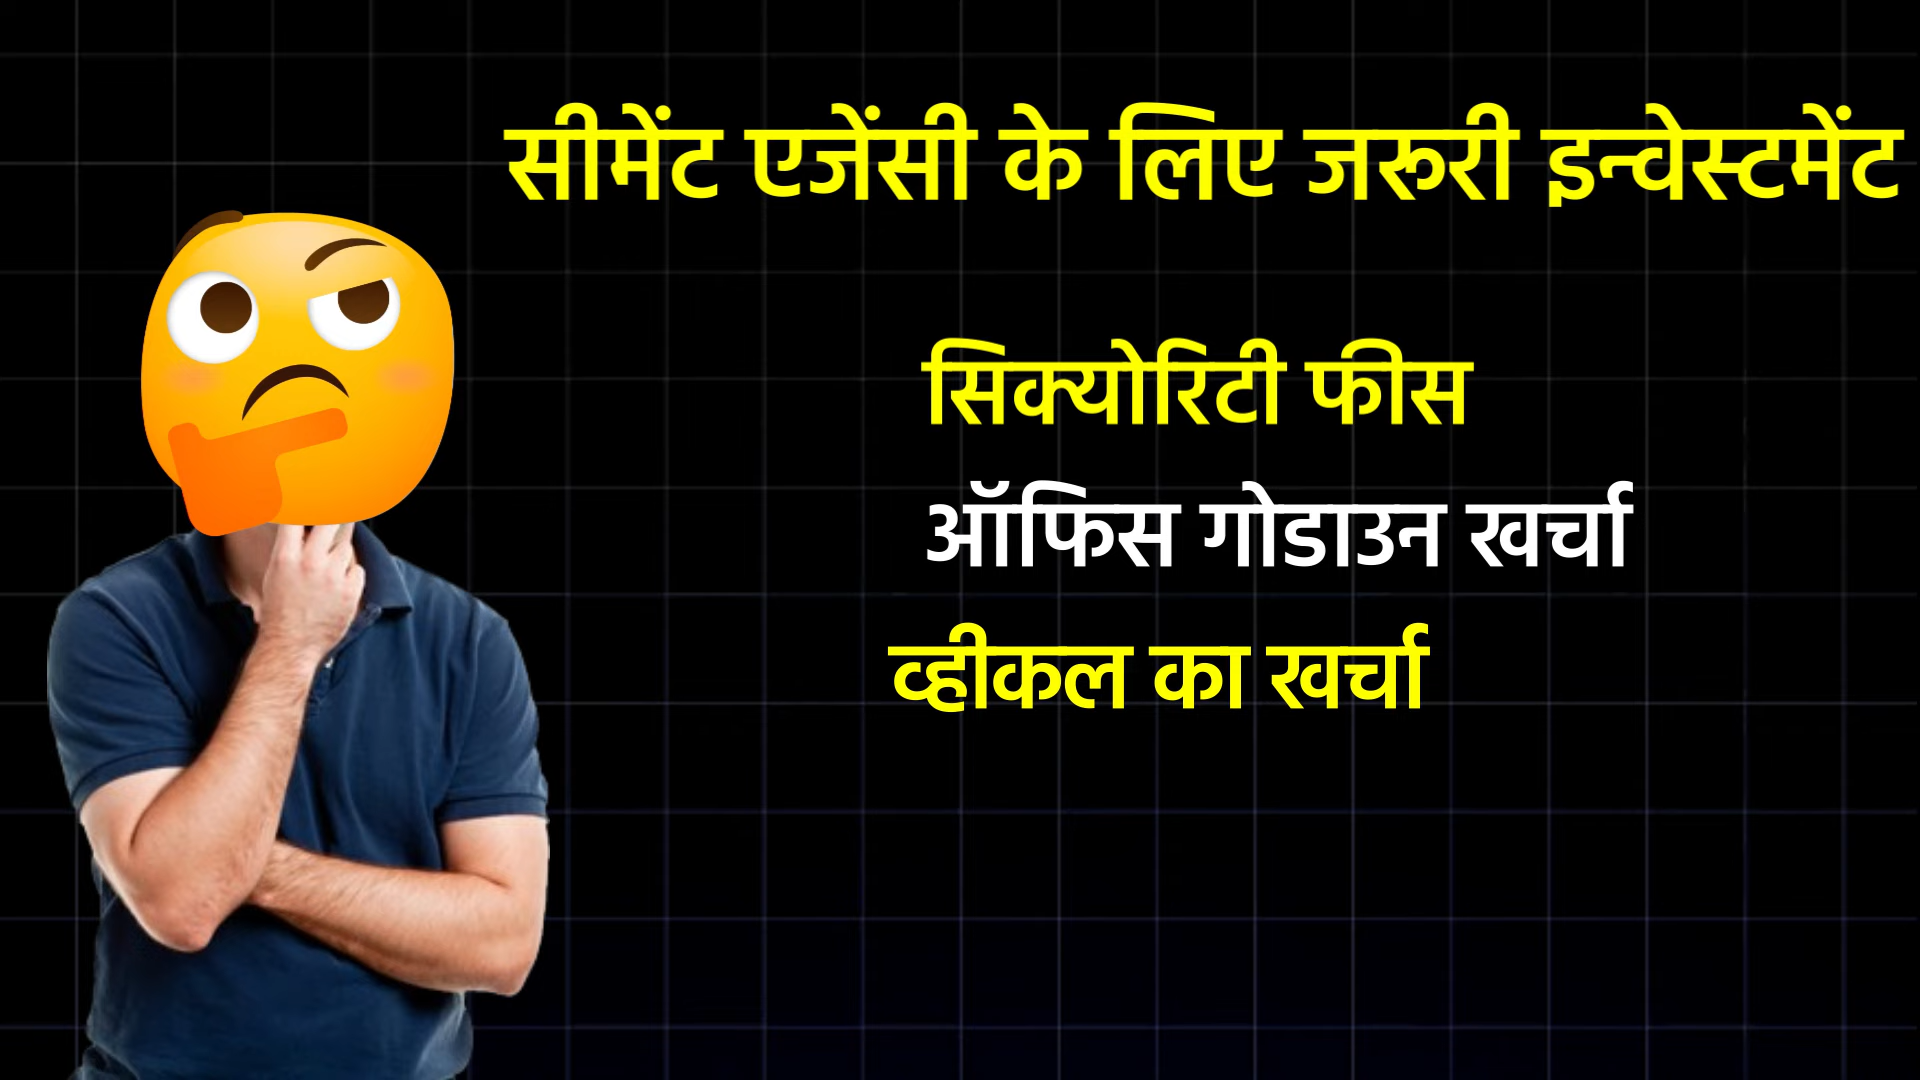 सीमेंट एजेंसी के लिए जरूरी इन्वेस्टमेंट
सिक्योरिटी फीस
ऑफिस गोडाउन खर्चा
व्हीकल का खर्चा